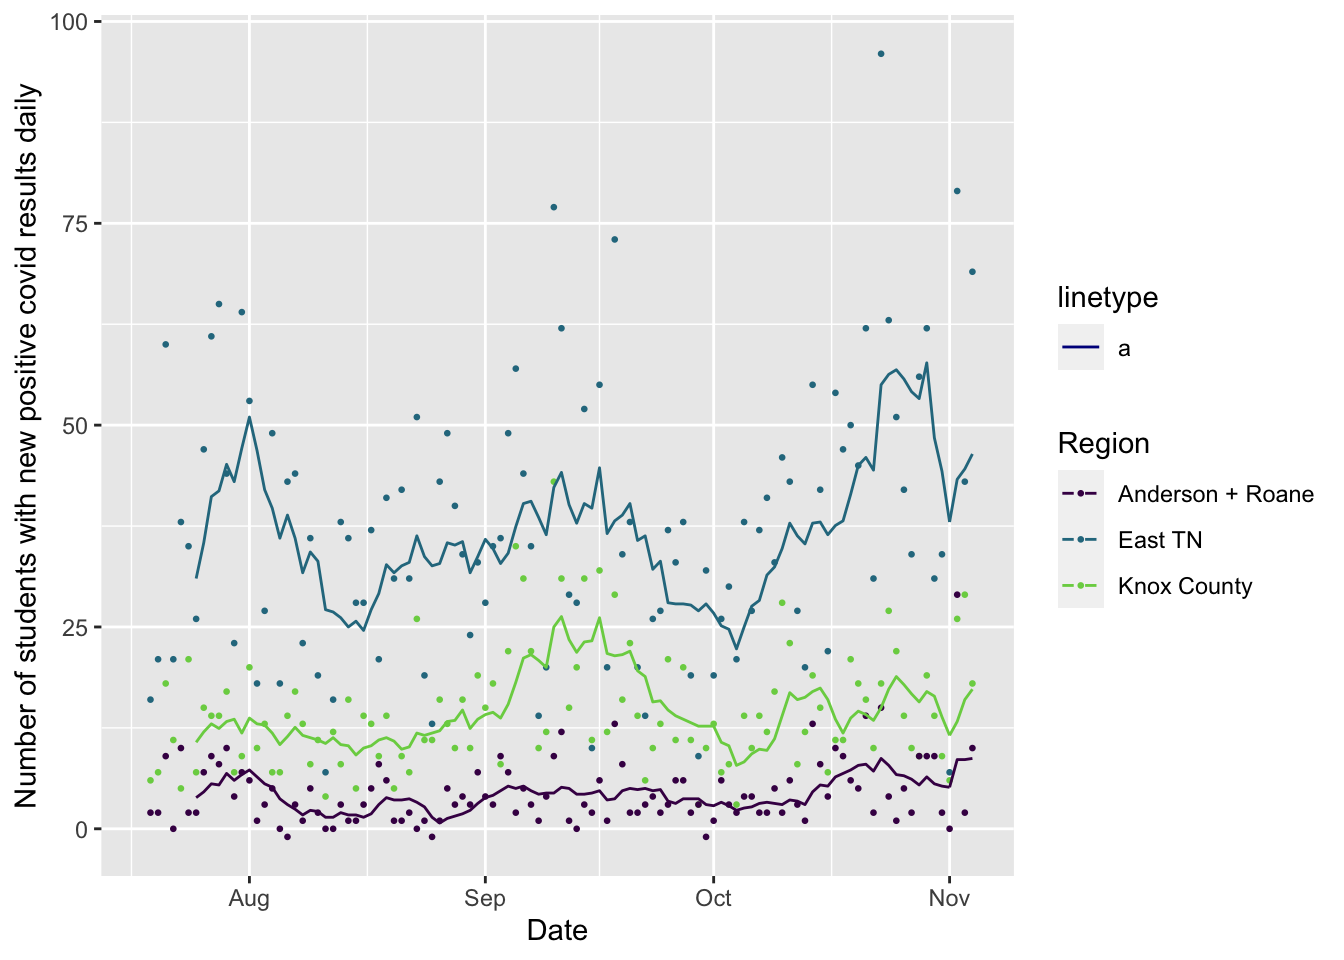 Number of students with new positive covid results daily
100
75
50
25
0
Aug
Sep
Oct
Nov
Date
linetype
a
Region
Anderson + Roane
East TN
Knox County